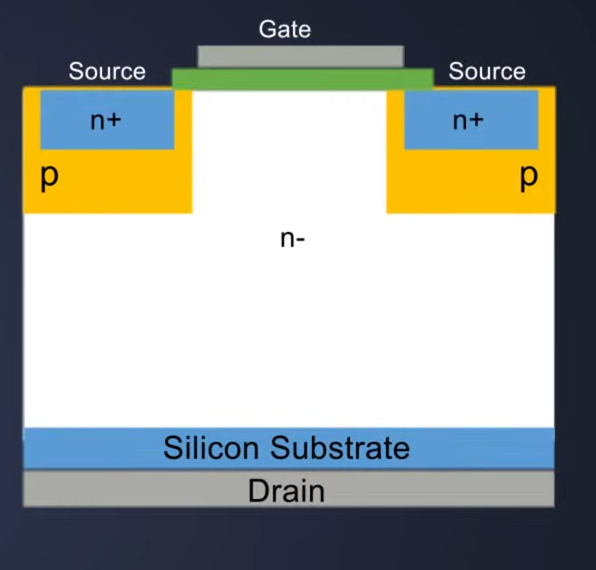 Gate
Source
Source
n+
n+
p
p
n-
Silicon Substrate
Drain